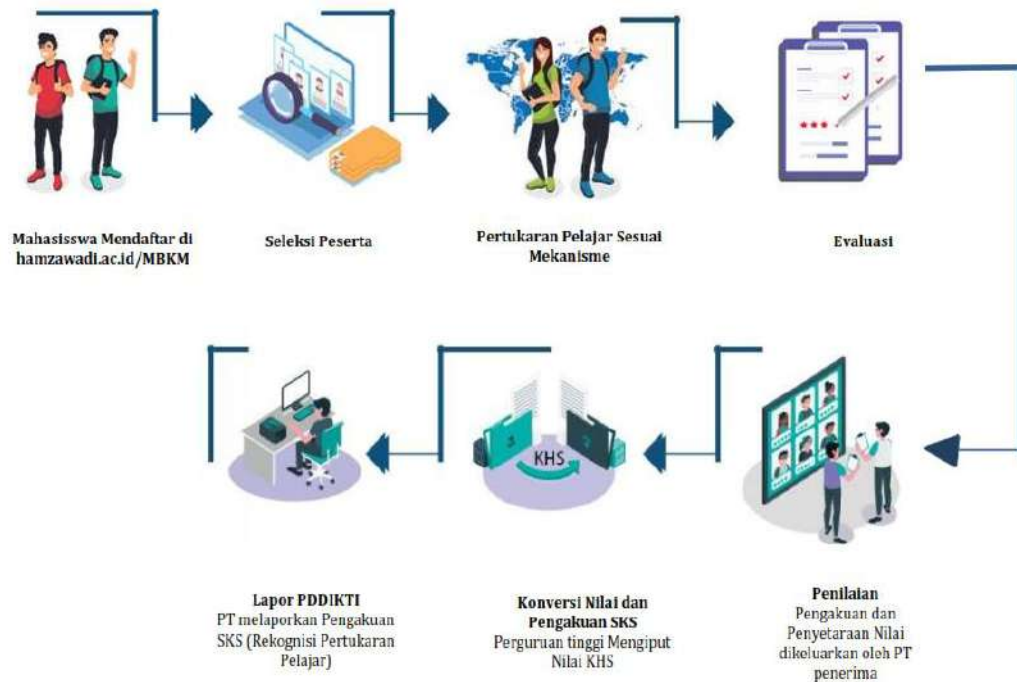 Mahasisswa Mendaftar di
hamzawadi.ac.id/MBKM
Seleksi Peserta
Pertukaran Pelajar Sesuai
Mekanisme
Evaluasi
KHS
Lapor PDDIKTI
PT melaporkan Pengakuan
SKS (Rekognisi Pertukaran
Pelajar)
Konversi Nilai dan
Pengakuan SKS
Perguruan tinggi Mengiput
Nilai KHS
Penilaian
Pengakuan dan
Penyetaraan Nilai
dikeluarkan oleh PT
penerima